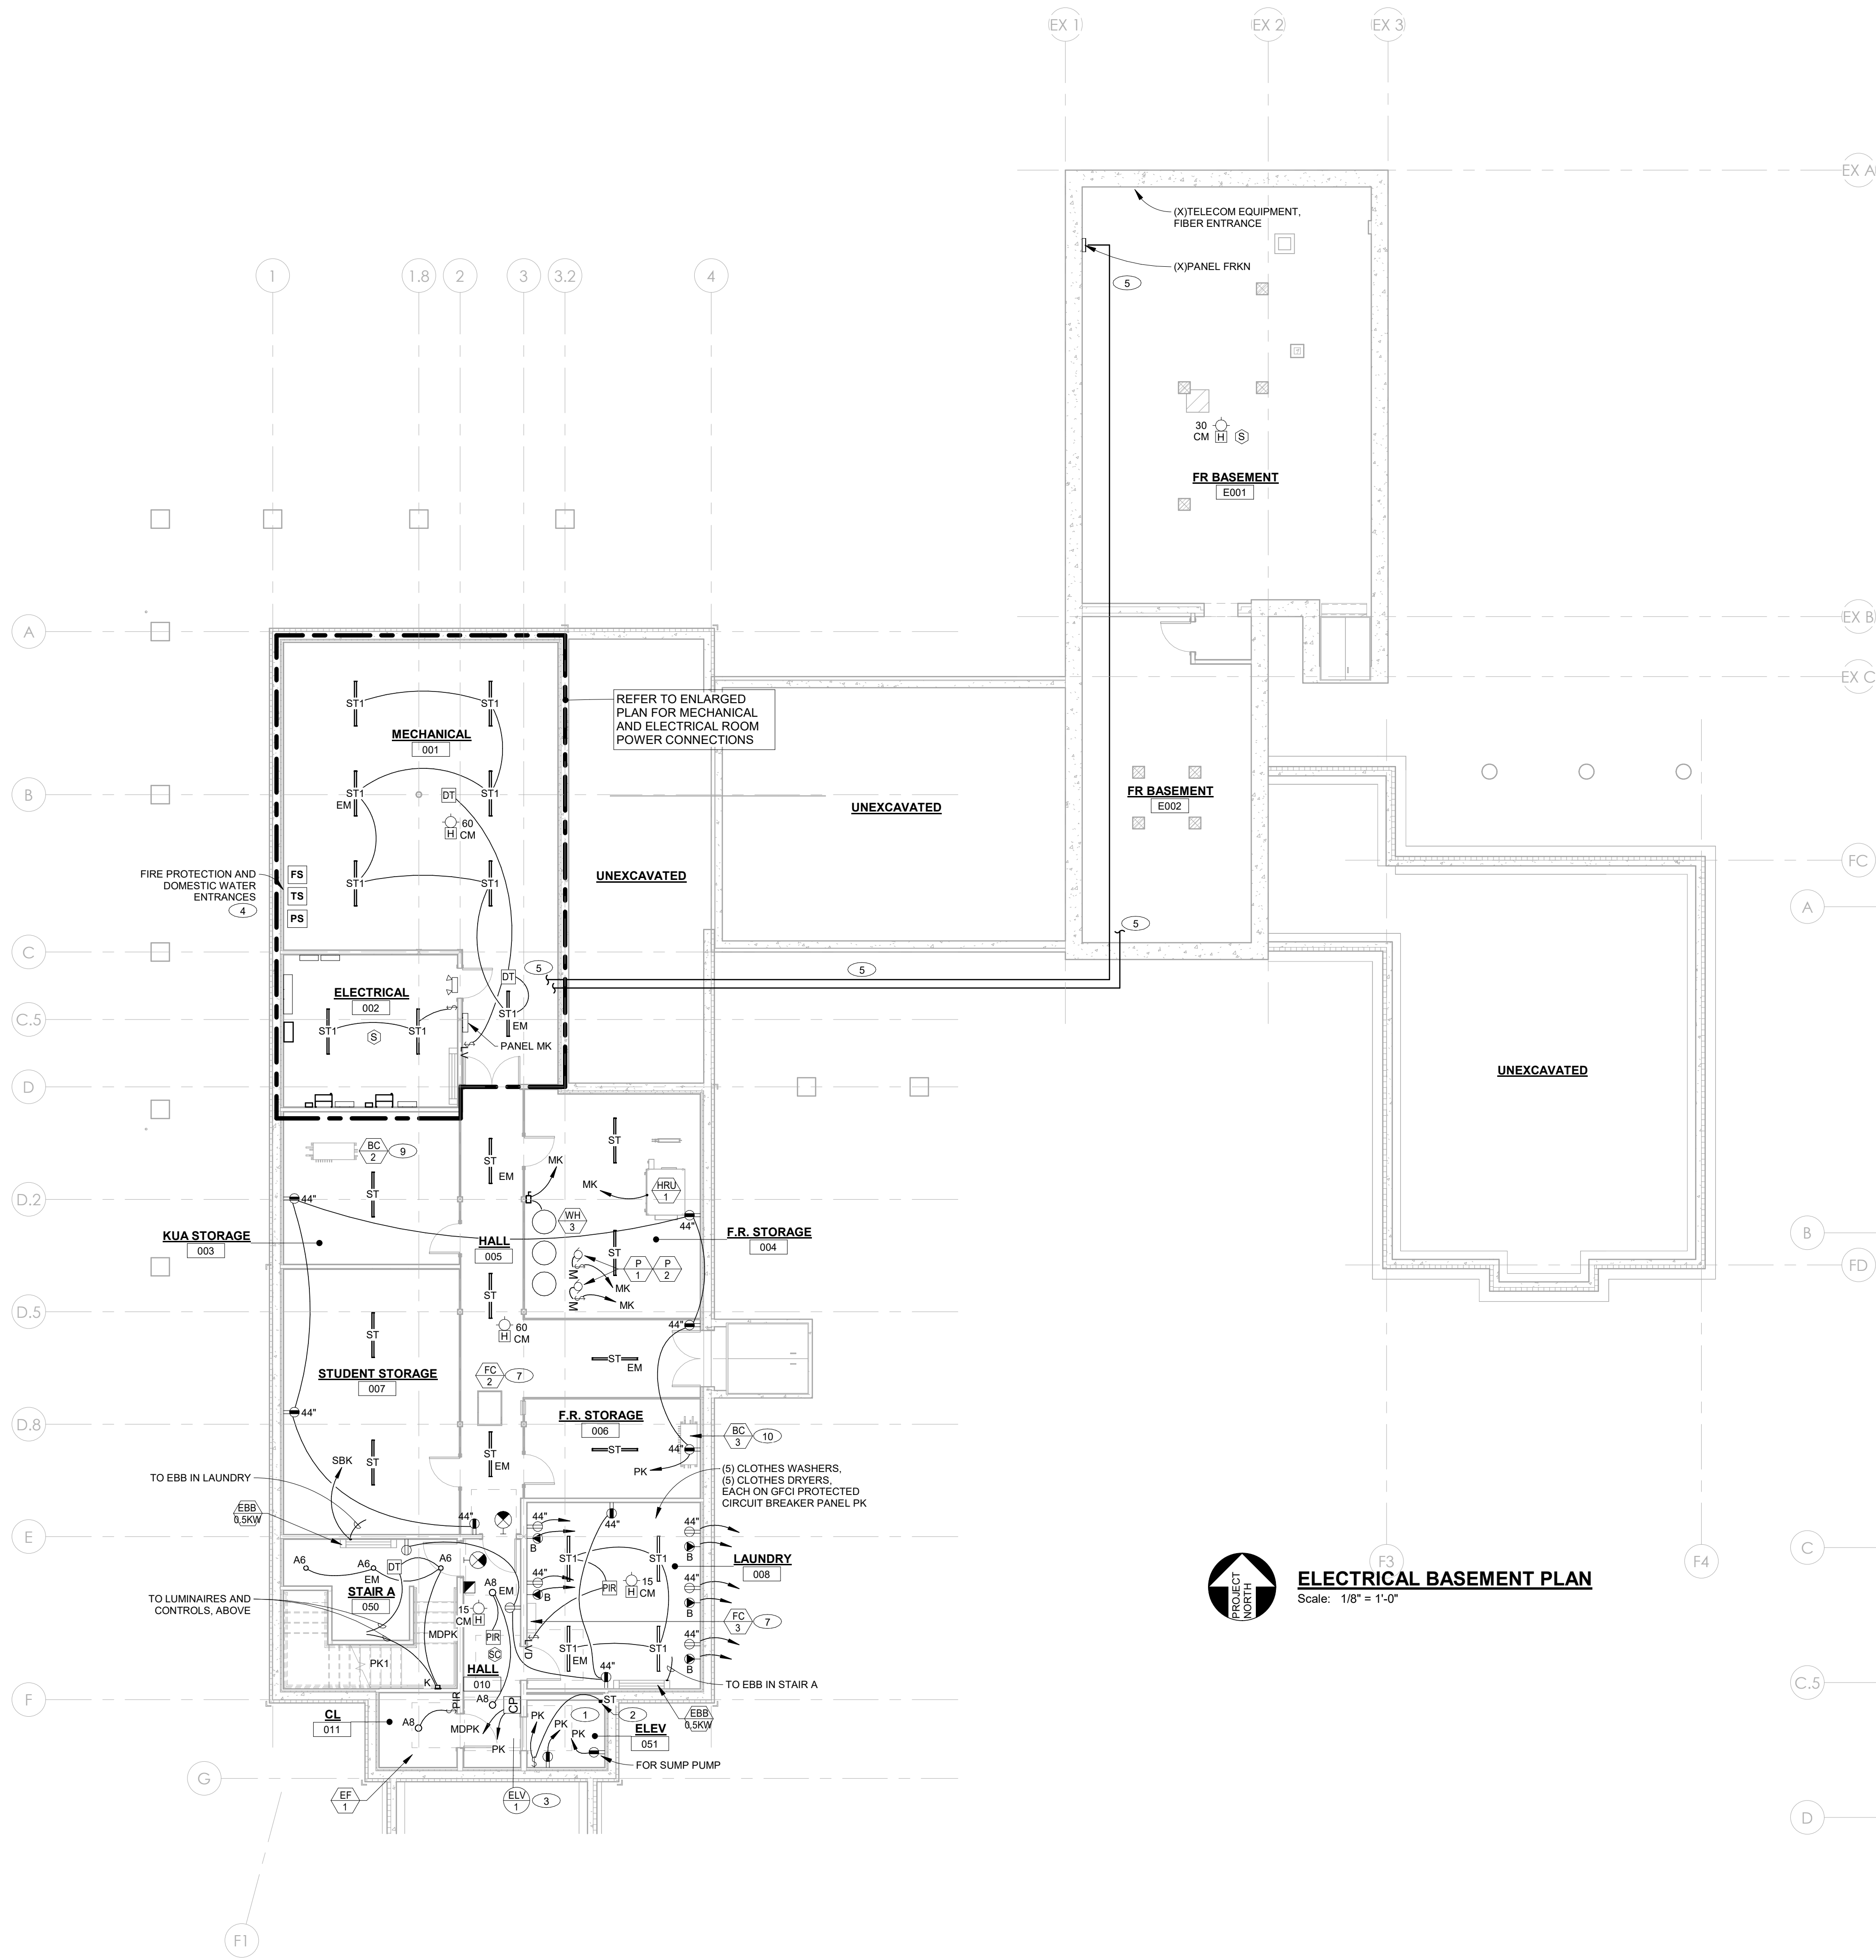 EX 1
EX 2
EX 3
EX A
(X)TELECOM EQUIPMENT,
FIBER ENTRANCE
(X)PANEL FRKN
5
1
1.8
2
3
3.2
4
30
CM
H
S
FR BASEMENT
E001
A
EX B
EX C
ST1
ST1
REFER TO ENLARGED
PLAN FOR MECHANICAL
AND ELECTRICAL ROOM
POWER CONNECTIONS
MECHANICAL
001
B
ST1
EM
ST1
DT
60
H
CM
UNEXCAVATED
FR BASEMENT
E002
FIRE PROTECTION AND
DOMESTIC WATER
ENTRANCES
4
FS
TS
PS
ST1
ST1
UNEXCAVATED
FC
A
5
C
5
5
DT
ELECTRICAL
002
C.5
ST1
ST1
S
ST1
EM
LV
PANEL MK
D
UNEXCAVATED
BC
2
9
ST
EM
ST
MK
MK
HRU
1
D.2
44"
ST
WH
3
44"
KUA STORAGE
003
HALL
005
ST
F.R. STORAGE
004
B
FD
P
1
P
2
M
MK
M
MK
ST
D.5
60
H
CM
44"
ST
STUDENT STORAGE
007
FC
2
7
ST
EM
44"
F.R. STORAGE
006
D.8
BC
3
10
ST
EM
ST
44"
SBK
ST
PK
TO EBB IN LAUNDRY
(5) CLOTHES WASHERS,
(5) CLOTHES DRYERS,
EACH ON GFCI PROTECTED
CIRCUIT BREAKER PANEL PK
EBB
0.5KW
44"
44"
44"
44"
E
B
B
C
F3
F4
A6
A6
EM
DT
A6
ST1
ST1
LAUNDRY
008
44"
PIR
15
H
CM
44"
B
B
STAIR A
050
A8
EM
TO LUMINAIRES AND
CONTROLS, ABOVE
15
CM
H
FC
3
7
MDPK
PIR
LVD
ST1
EM
ST1
44"
B
SC
PK1
HALL
010
44"
K
PIR
TO EBB IN STAIR A
F
A8
CP
ST
C.5
CL
011
A8
MDPK
PK
PK
PK
PK
1
2
EBB
0.5KW
ELEV
051
FOR SUMP PUMP
G
EF
1
ELV
1
3
D
F1
PROJECT
NORTH
ELECTRICAL BASEMENT PLAN
Scale: 1/8" = 1'-0"